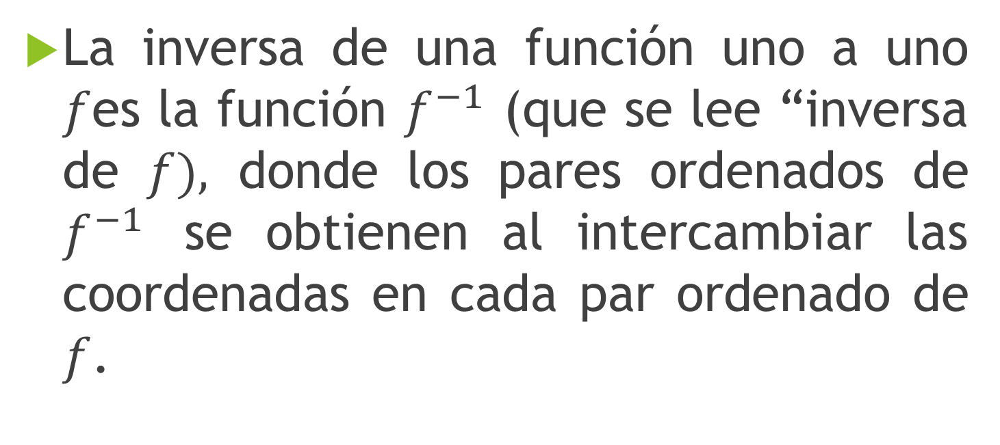 La inversa de una función uno a uno
𝑓es la función 𝑓⁻¹ (que se lee “inversa
de 𝑓), donde los pares ordenados de
𝑓⁻¹ se obtienen al intercambiar las
coordenadas en cada par ordenado de
𝑓.